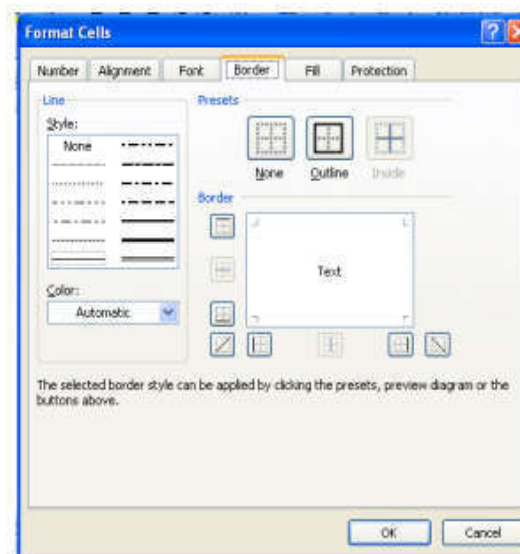 Format Cells
Number Alignment Font Border Fill Protection
Line
Style:
None
Presets
None Outline Inside
Border
Text
Color:
Automatic
The selected border style can be applied by clicking the presets, preview diagram or the
buttons above.
OK Cancel